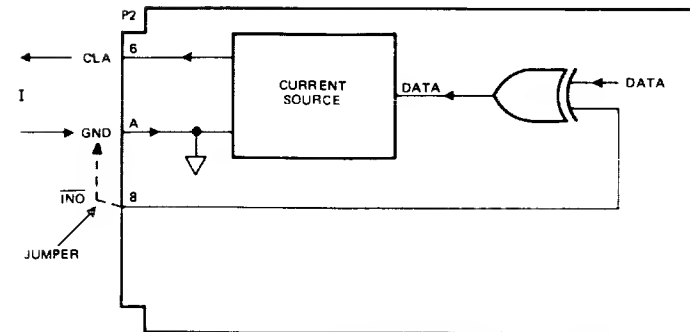 P2
6
CLA
I
CURRENT
SOURCE
DATA
DATA
A
GND
INO
8
JUMPER